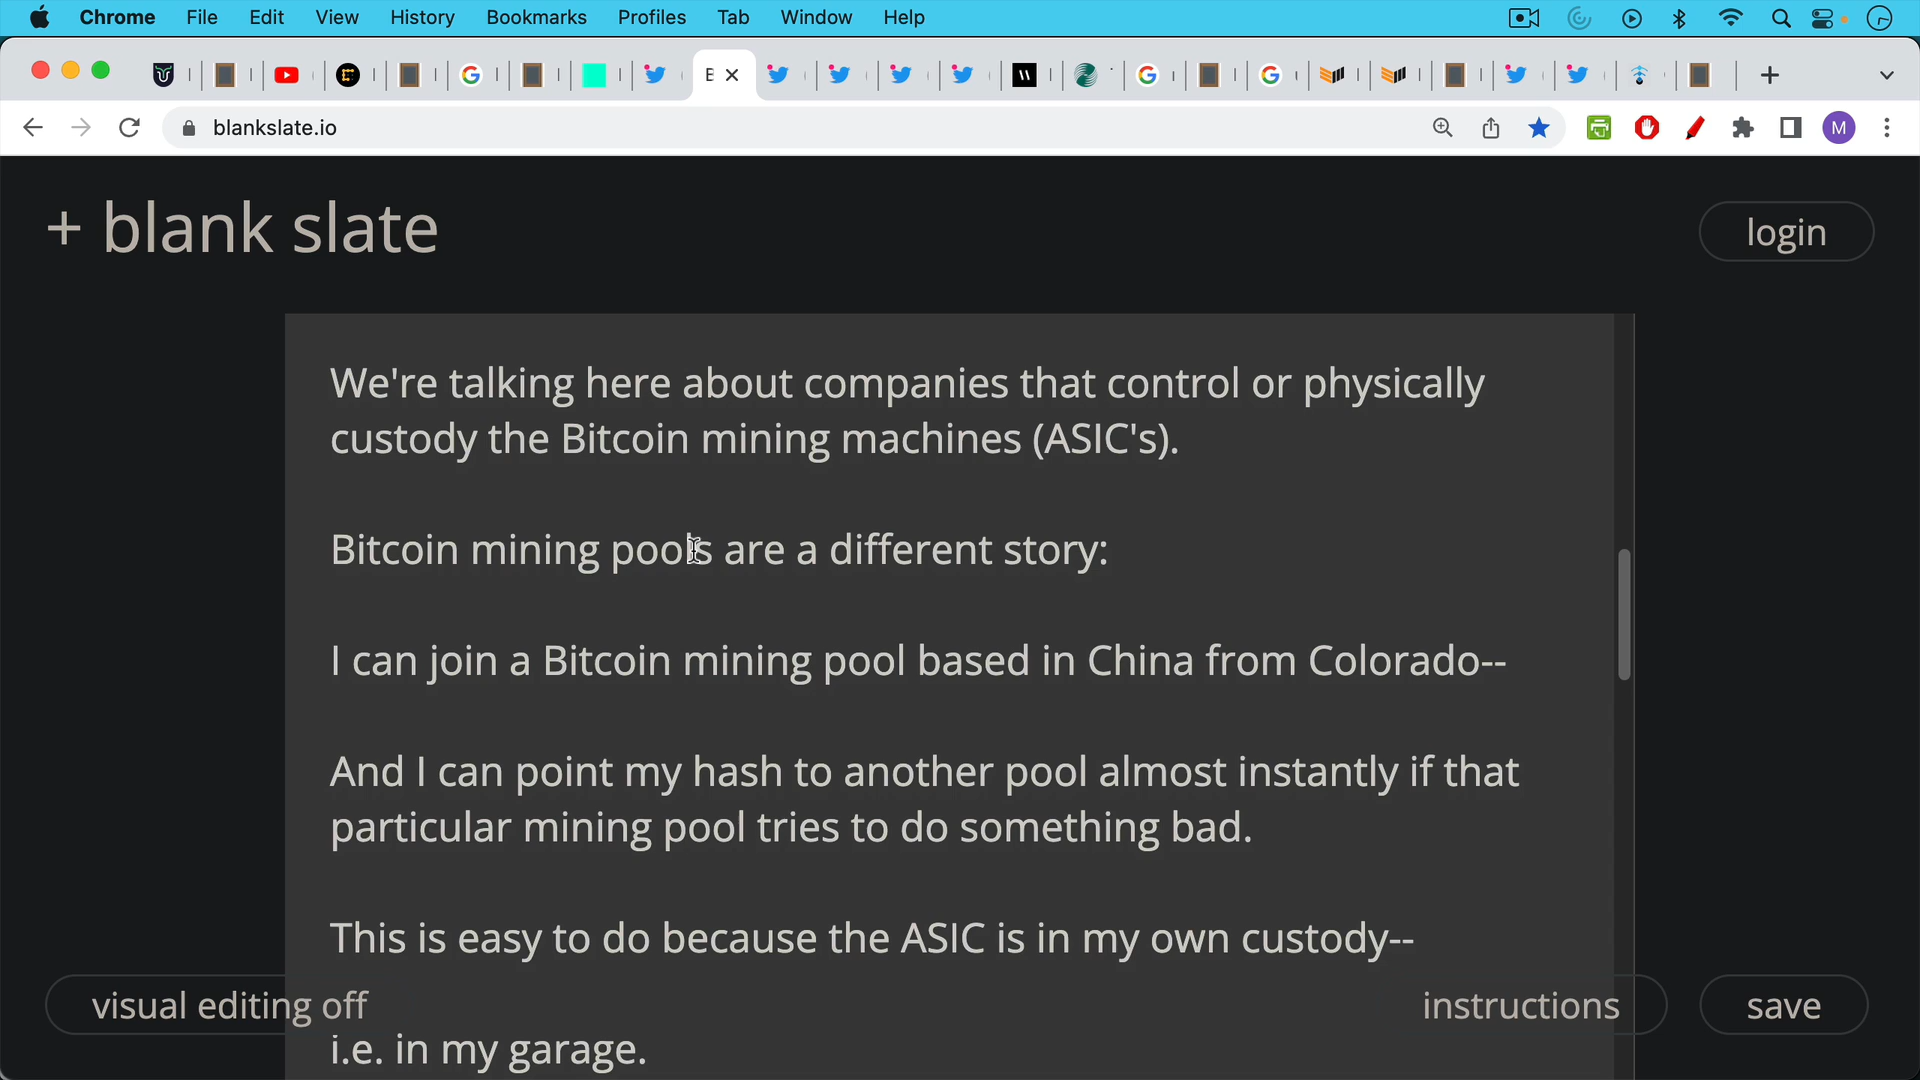 Chrome File Edit View History Bookmarks Profiles Tab Window Help
E
blankslate.io
M
+ blank slate
login
We're talking here about companies that control or physically
custody the Bitcoin mining machines (ASIC's).
Bitcoin mining pools are a different story:
I can join a Bitcoin mining pool based in China from Colorado--
And I can point my hash to another pool almost instantly if that
particular mining pool tries to do something bad.
This is easy to do because the ASIC is in my own custody--
visual editing off
instructions
save
i.e. in my garage.